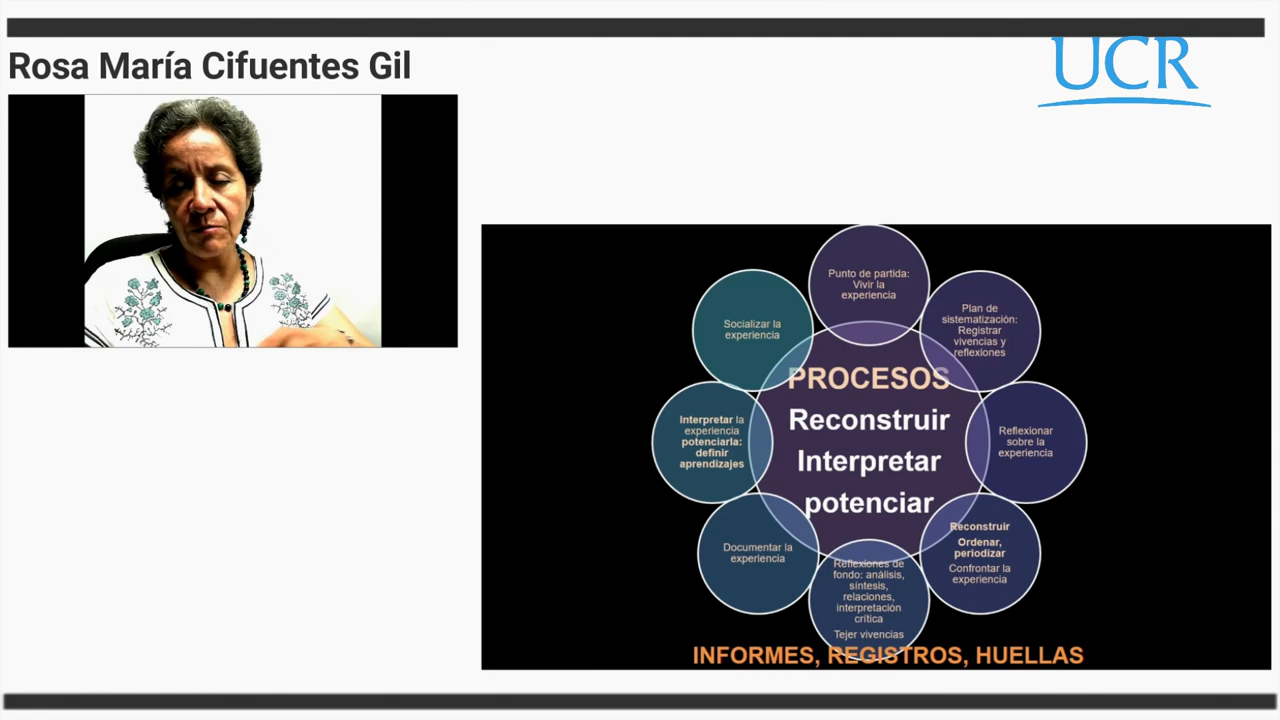 Rosa María Cifuentes Gil
UCR
Punto de partida:
Vivir la
experiencia
Plan de
sistematización:
Registrar
vivencias y
reflexiones
Reflexionar
sobre la
experiencia
Reconstruir
Ordenar,
periodizar
Confrontar la
experiencia
Reflexiones de
fondo: análisis,
síntesis,
relaciones,
interpretación
crítica
Tejer vivencias
Documentar la
experiencia
Interpretar la
experiencia
potenciarla:
definir
aprendizajes
Socializar la
experiencia
PROCESOS
Reconstruir
Interpretar
potenciar
INFORMES, REGISTROS, HUELLAS